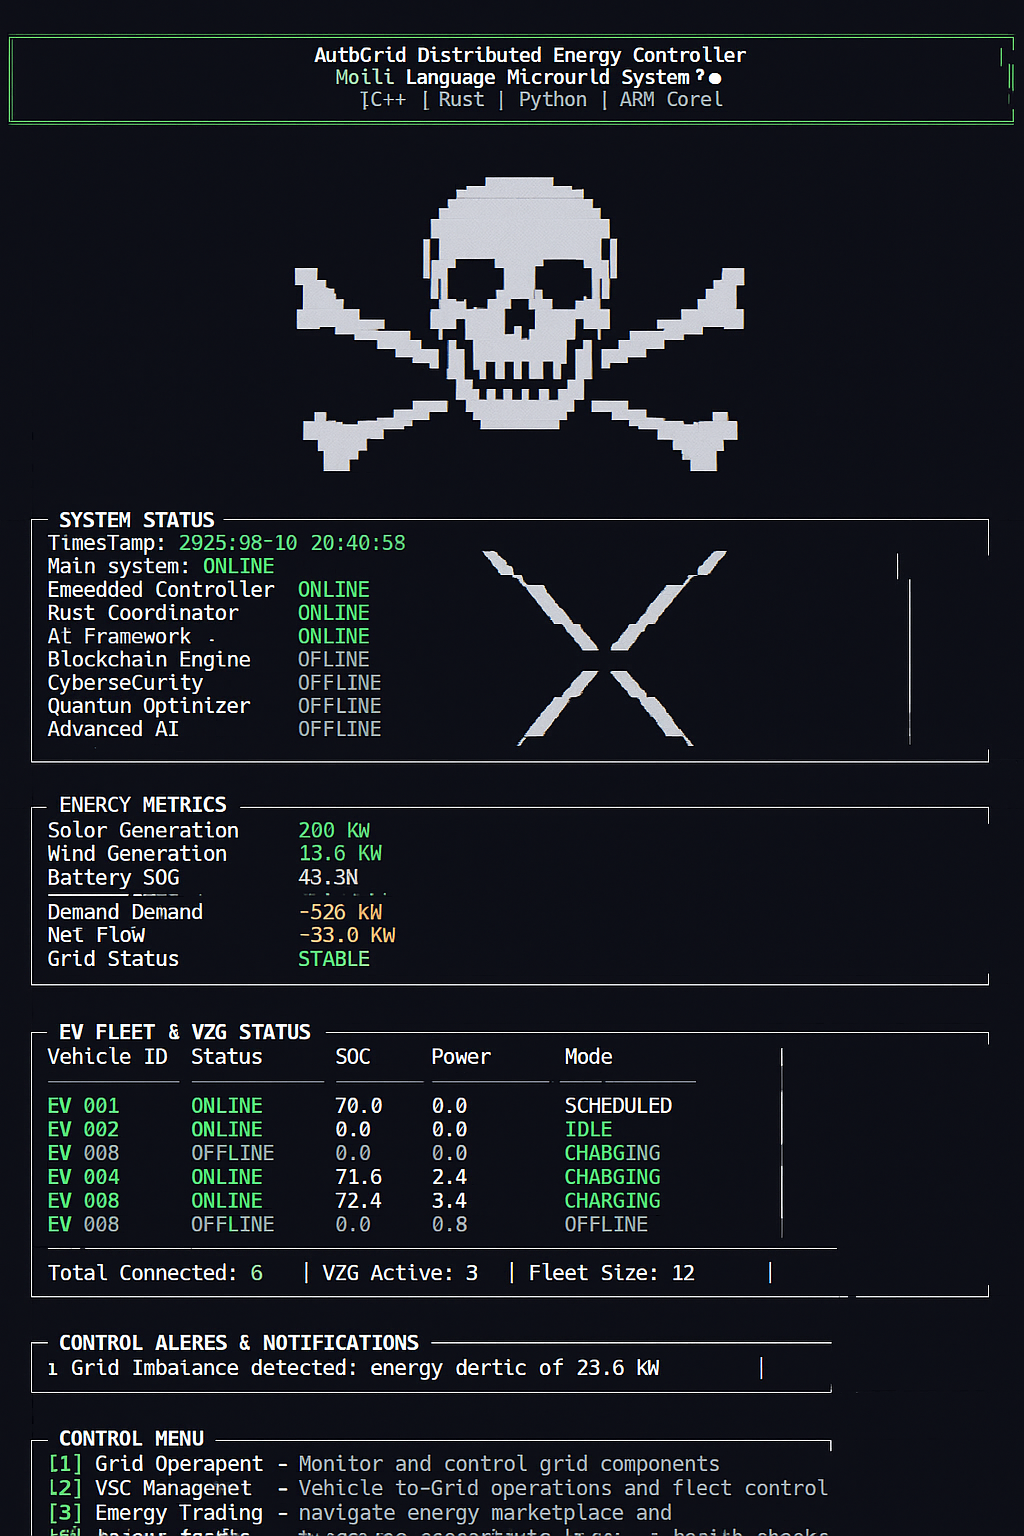 AutbGrid Distributed Energy Controller
Moili Language Microurld System?●
[C++ [ Rust | Python | ARM Corel
SYSTEM STATUS
TimesTamp: 2925:98-10 20:40:58
Main system: ONLINE
Emeedded Controller ONLINE
Rust Coordinator ONLINE
At Framework - ONLINE
Blockchain Engine OFLINE
CyberseCurity OFFLINE
Quantun Optinizer OFFLINE
Advanced AI OFFLINE
ENERGY METRICS
Solor Generation 200 KW
Wind Generation 13.6 KW
Battery SOG 43.3N
Demand Demand -526 kW
Net Flow -33.0 KW
Grid Status STABLE
EV FLEET & VZG STATUS
Vehicle ID Status SOC Power Mode
EV 001 ONLINE 70.0 0.0 SCHEDULED
EV 002 ONLINE 0.0 0.0 IDLE
EV 008 OFFLINE 0.0 0.0 CHABGING
EV 004 ONLINE 71.6 2.4 CHABGING
EV 008 ONLINE 72.4 3.4 CHARGING
EV 008 OFFLINE 0.0 0.8 OFFLINE
Total Connected: 6 | VZG Active: 3 | Fleet Size: 12 |
CONTROL ALERES & NOTIFICATIONS
ı Grid Imbaiance detected: energy dertic of 23.6 kW |
CONTROL MENU
[1] Grid Operapent - Monitor and control grid components
[2] VSC Managenet - Vehicle to-Grid operations and flect control
[3] Emergy Trading - navigate energy marketplace and